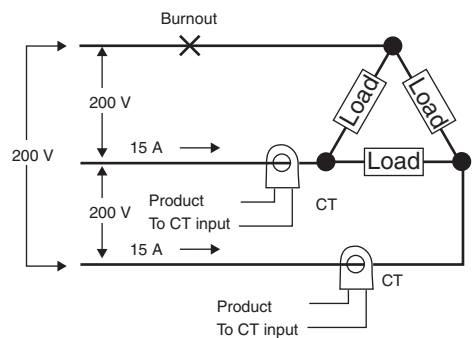 Burnout
200 V
Load
Load
200 V
15 A
Load
Product
To CT input
CT
200 V
15 A
CT
Product
To CT input